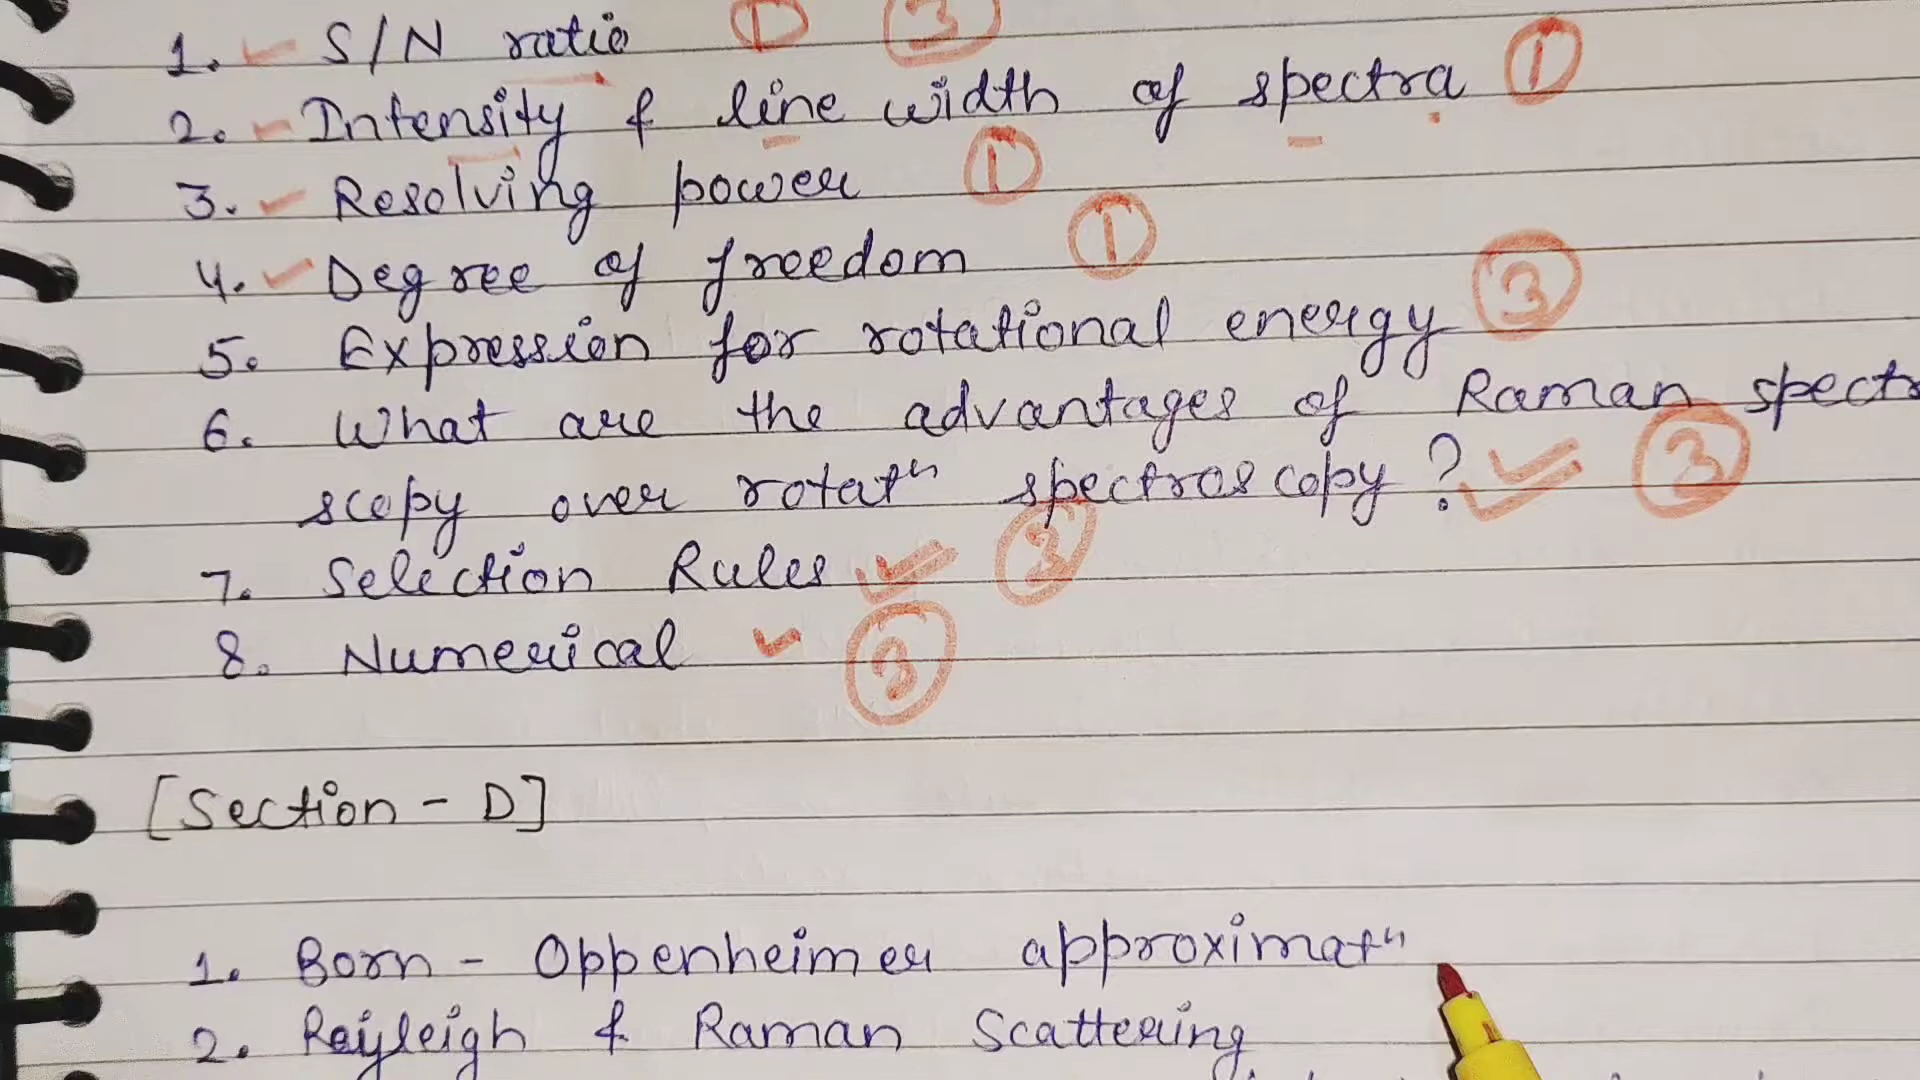 1. S/N ratio ① ③
2. Intensity & line width of spectra ①
3. Resolving power ①
4. Degree of freedom ①
5. Expression for rotational energy ③
6. What are the advantages of Raman spectro
scopy over rotatⁿ spectroscopy? ③
7. Selection Rules ③
8. Numerical ③
[Section - D]
1. Born - Oppenheimer approximatⁿ
2. Rayleigh & Raman Scattering